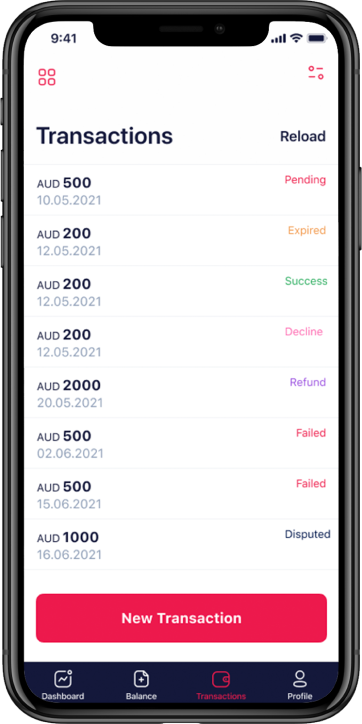 9:41
Transactions Reload
AUD 500 Pending
10.05.2021
AUD 200 Expired
12.05.2021
AUD 200 Success
12.05.2021
AUD 200 Decline
12.05.2021
AUD 2000 Refund
20.05.2021
AUD 500 Failed
02.06.2021
AUD 500 Failed
15.06.2021
AUD 1000 Disputed
16.06.2021
New Transaction
Dashboard Balance Transactions Profile